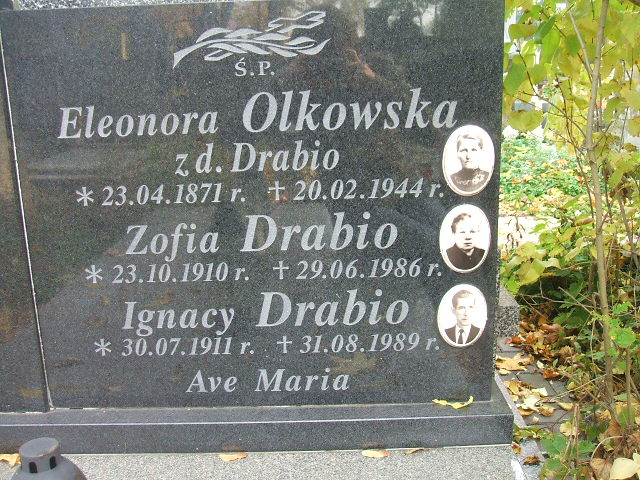 Ś.P.
Eleonora Olkowska
z d. Drabio
* 23.04.1871 r. † 20.02.1944 r.
Zofia Drabio
* 23.10.1910 r. † 29.06.1986 r.
Ignacy Drabio
* 30.07.1911 r. † 31.08.1989 r.
Ave Maria